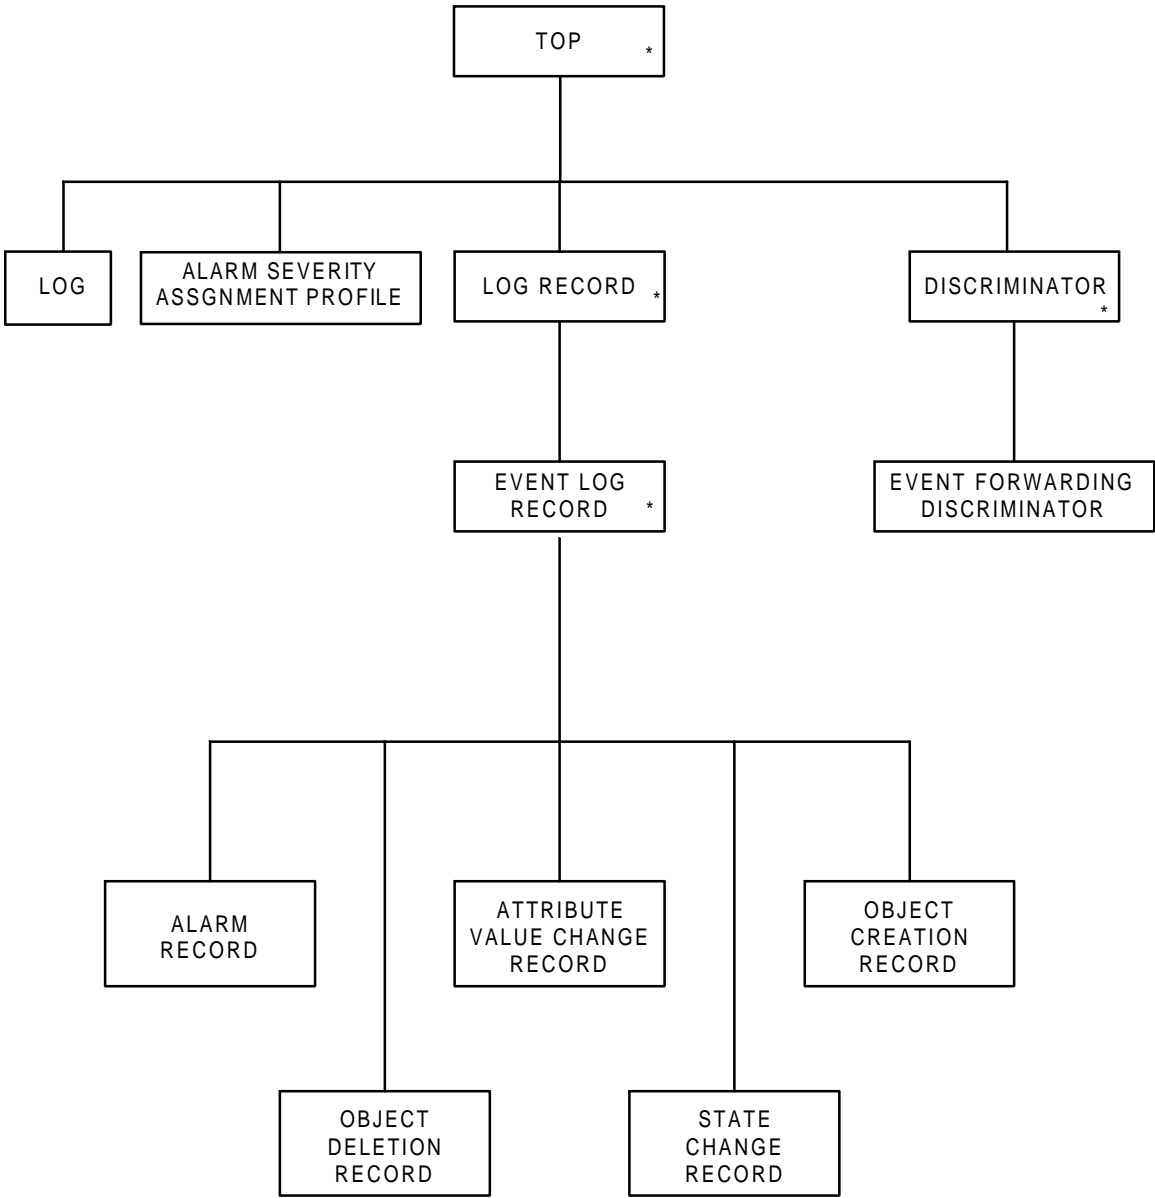 TOP
*
LOG
ALARM SEVERITY
ASSGNMENT PROFILE
LOG RECORD
*
DISCRIMINATOR
*
EVENT LOG
RECORD *
EVENT FORWARDING
DISCRIMINATOR
ALARM
RECORD
ATTRIBUTE
VALUE CHANGE
RECORD
OBJECT
CREATION
RECORD
OBJECT
DELETION
RECORD
STATE
CHANGE
RECORD